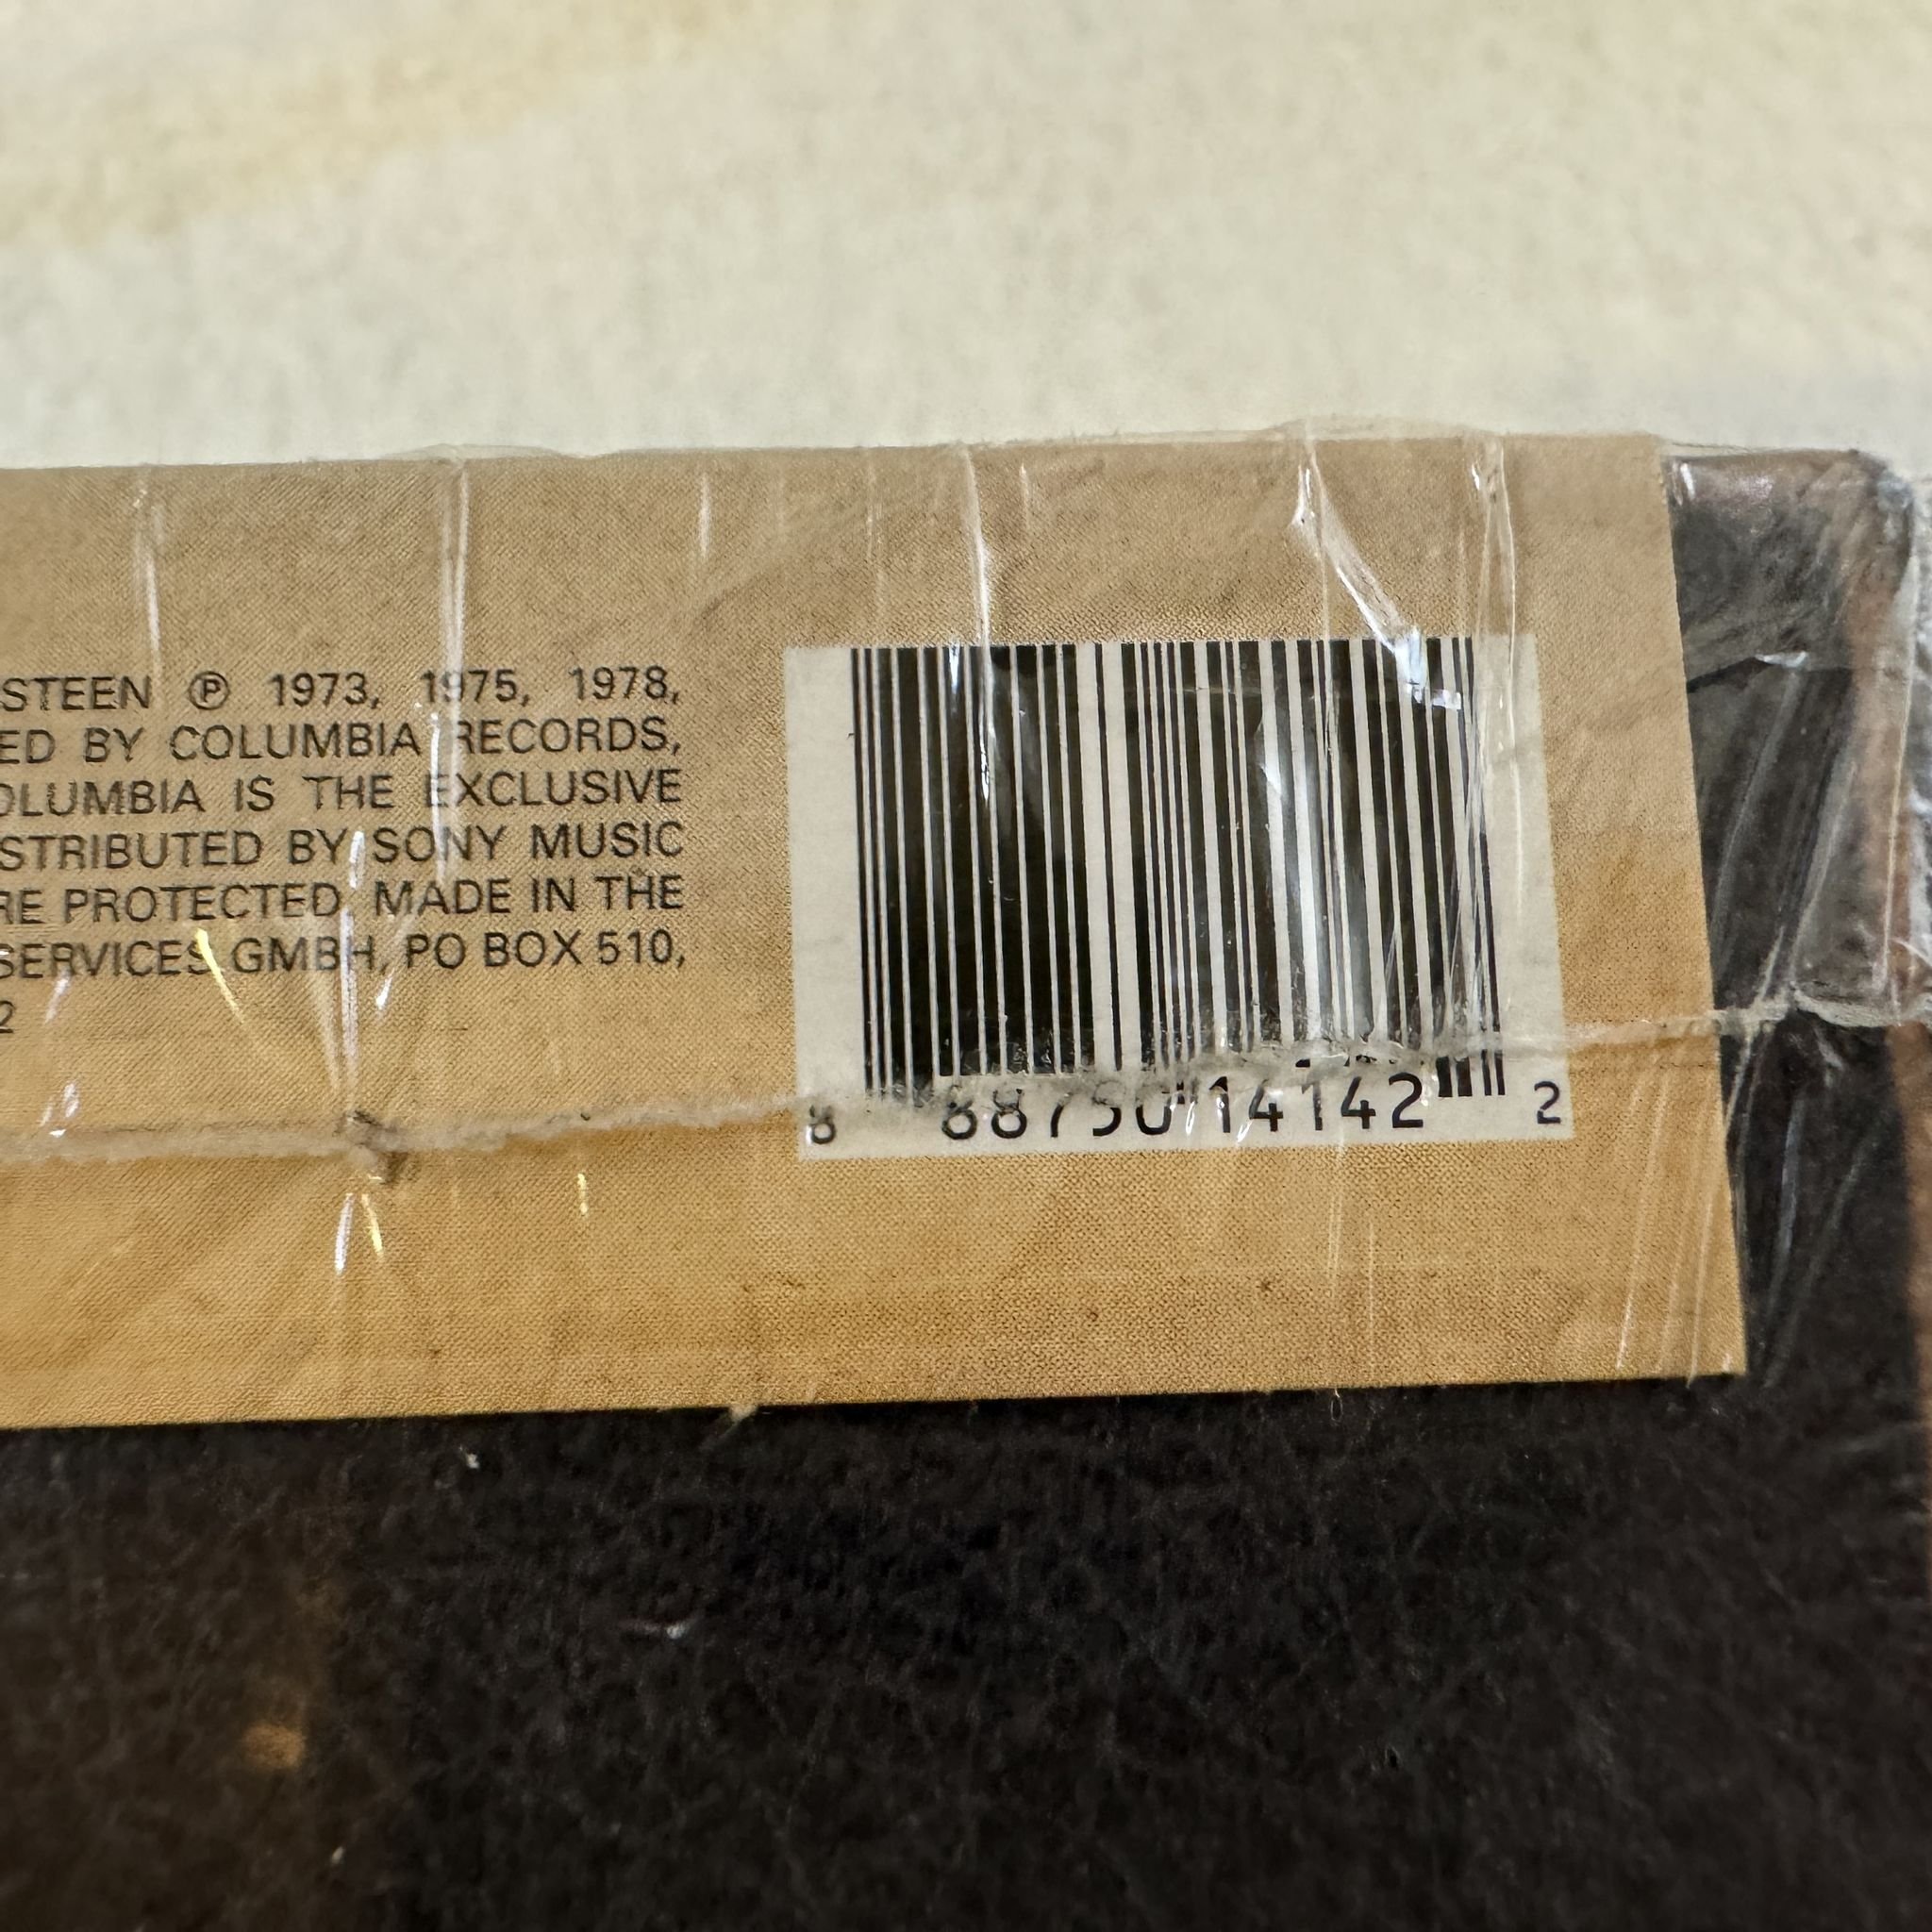 STEEN ℗ 1973, 1975, 1978,
ED BY COLUMBIA RECORDS,
OLUMBIA IS THE EXCLUSIVE
STRIBUTED BY SONY MUSIC
RE PROTECTED. MADE IN THE
SERVICES GMBH, PO BOX 510,
2
8 88750 14142 2